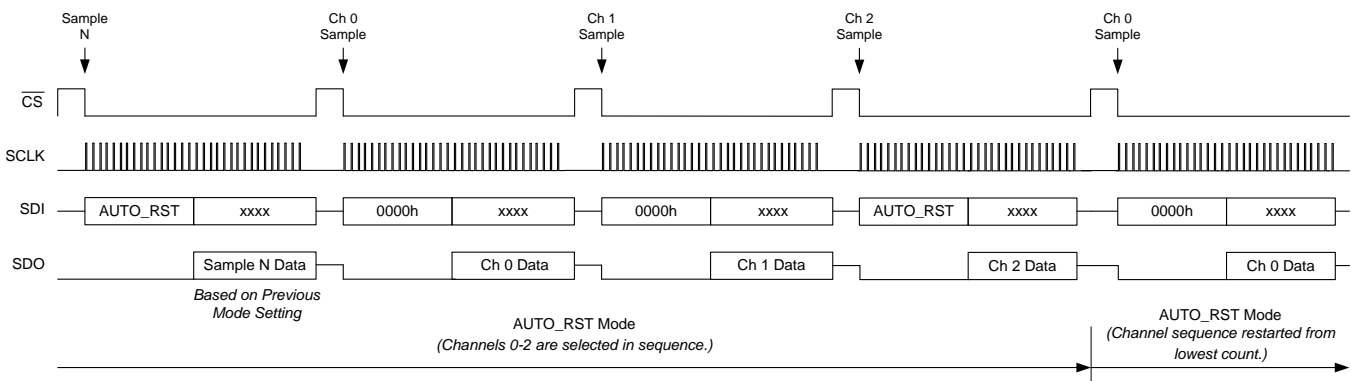 Sample
N
Ch 0
Sample
Ch 1
Sample
Ch 2
Sample
Ch 0
Sample
CS
SCLK
SDI
AUTO_RST
xxxx
0000h
xxxx
0000h
xxxx
AUTO_RST
xxxx
0000h
xxxx
SDO
Sample N Data
Ch 0 Data
Ch 1 Data
Ch 2 Data
Ch 0 Data
Based on Previous
Mode Setting
AUTO_RST Mode
(Channels 0-2 are selected in sequence.)
AUTO_RST Mode
(Channel sequence restarted from
lowest count.)